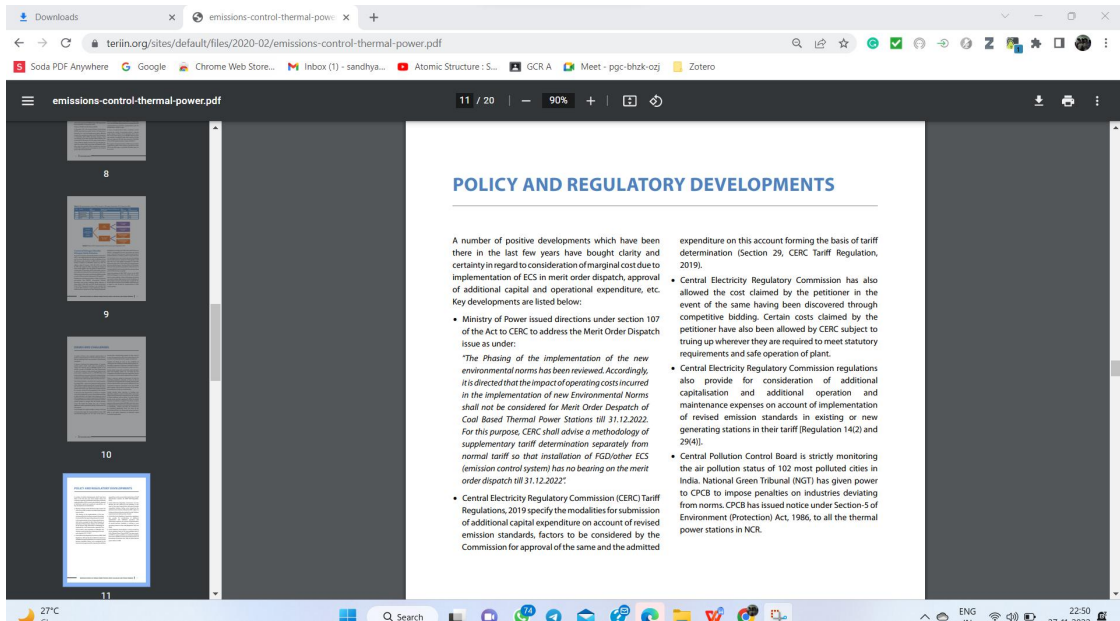 Downloads
emissions-control-thermal-powe
teriin.org/sites/default/files/2020-02/emissions-control-thermal-power.pdf
Soda PDF Anywhere
Google
Chrome Web Store...
Inbox (1) - sandhya...
Atomic Structure : S...
GCR A
Meet - pgc-bhzk-ozj
Zotero
emissions-control-thermal-power.pdf
11 / 20
90%
8
9
10
11
POLICY AND REGULATORY DEVELOPMENTS
A number of positive developments which have been
there in the last few years have bought clarity and
certainty in regard to consideration of marginal cost due to
implementation of ECS in merit order dispatch, approval
of additional capital and operational expenditure, etc.
Key developments are listed below:
• Ministry of Power issued directions under section 107
of the Act to CERC to address the Merit Order Dispatch
issue as under:
"The Phasing of the implementation of the new
environmental norms has been reviewed. Accordingly,
it is directed that the impact of operating costs incurred
in the implementation of new Environmental Norms
shall not be considered for Merit Order Despatch of
Coal Based Thermal Power Stations till 31.12.2022.
For this purpose, CERC shall advise a methodology of
supplementary tariff determination separately from
normal tariff so that installation of FGD/other ECS
(emission control system) has no bearing on the merit
order dispatch till 31.12.2022".
• Central Electricity Regulatory Commission (CERC) Tariff
Regulations, 2019 specify the modalities for submission
of additional capital expenditure on account of revised
emission standards, factors to be considered by the
Commission for approval of the same and the admitted
expenditure on this account forming the basis of tariff
determination (Section 29, CERC Tariff Regulation,
2019).
• Central Electricity Regulatory Commission has also
allowed the cost claimed by the petitioner in the
event of the same having been discovered through
competitive bidding. Certain costs claimed by the
petitioner have also been allowed by CERC subject to
truing up wherever they are required to meet statutory
requirements and safe operation of plant.
• Central Electricity Regulatory Commission regulations
also provide for consideration of additional
capitalisation and additional operation and
maintenance expenses on account of implementation
of revised emission standards in existing or new
generating stations in their tariff [Regulation 14(2) and
29(4)].
• Central Pollution Control Board is strictly monitoring
the air pollution status of 102 most polluted cities in
India. National Green Tribunal (NGT) has given power
to CPCB to impose penalties on industries deviating
from norms. CPCB has issued notice under Section-5 of
Environment (Protection) Act, 1986, to all the thermal
power stations in NCR.
27°C
Search
74
ENG
22:50